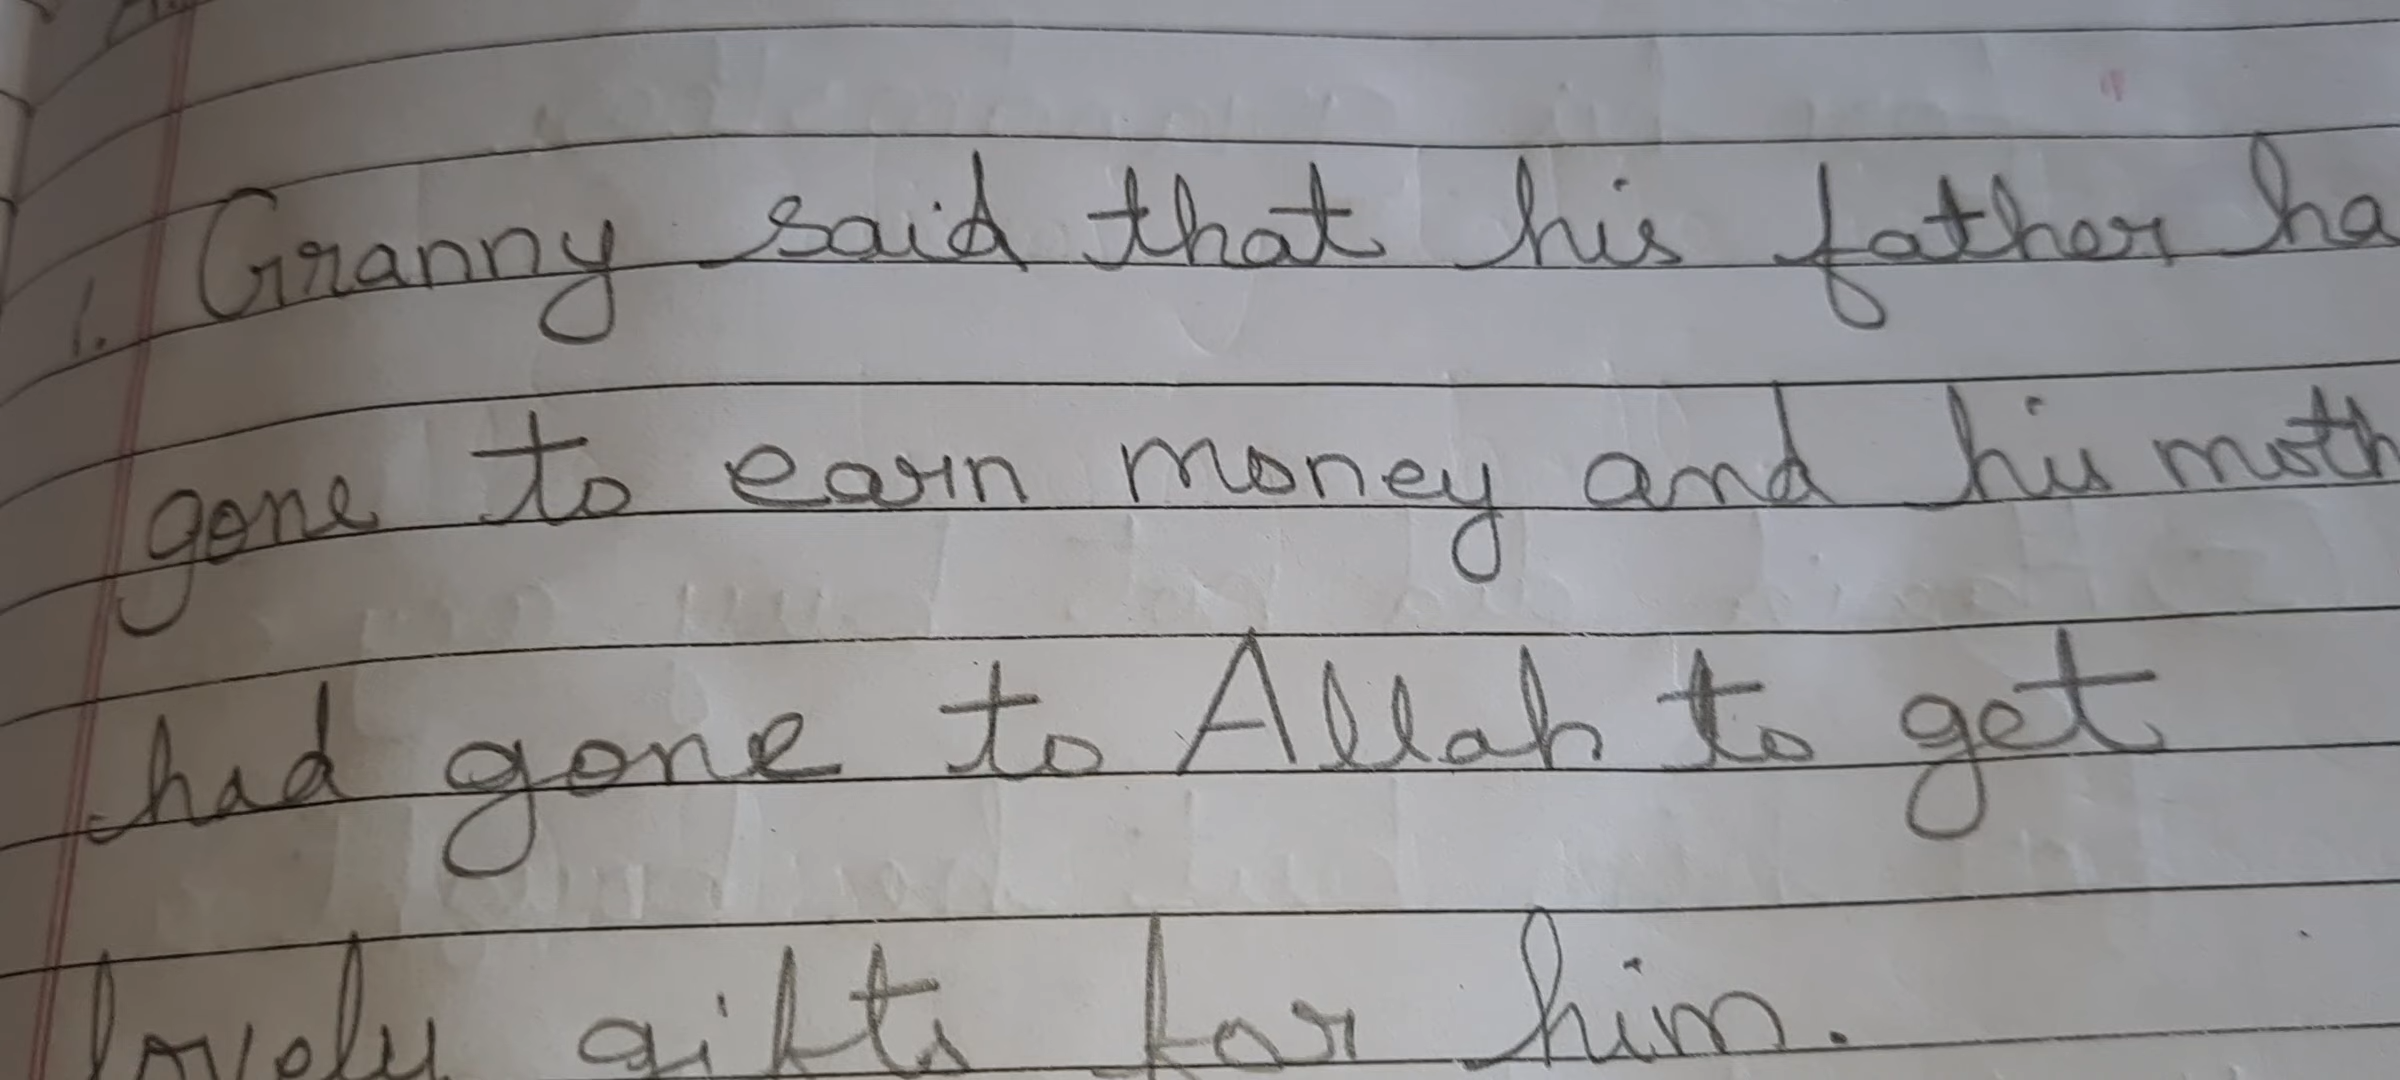 1. Granny said that his father ha
gone to earn money and his moth
had gone to Allah to get
lovely gifts for him.